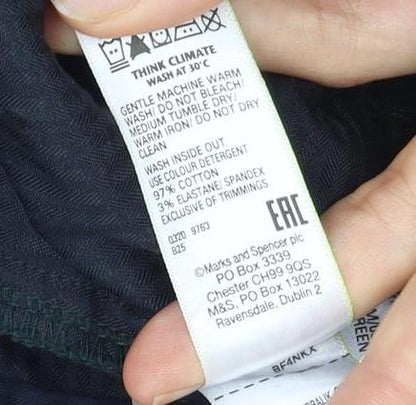 THINK CLIMATE
WASH AT 30°C
GENTLE MACHINE WARM
WASH/ DO NOT BLEACH/
MEDIUM TUMBLE DRY/
WARM IRON/ DO NOT DRY
CLEAN
WASH INSIDE OUT
USE COLOUR DETERGENT
97% COTTON
3% ELASTANE/ SPANDEX
EXCLUSIVE OF TRIMMINGS
0320 9763
625
EAC
©Marks and Spencer plc
PO Box 3339
Chester CH99 9QS
M&S, PO Box 13022
Ravensdale, Dublin 2
BF4NKX